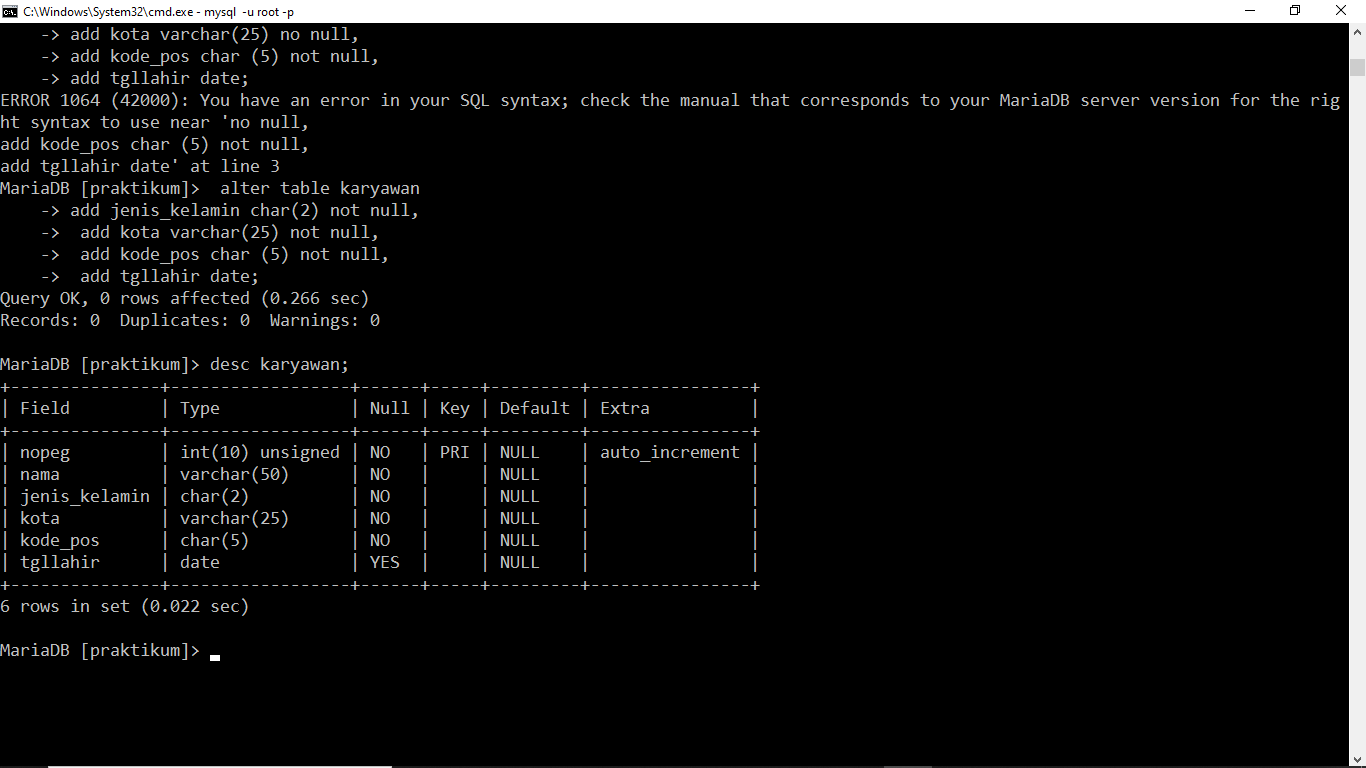 C:\Windows\System32\cmd.exe - mysql -u root -p
    -> add kota varchar(25) no null,
    -> add kode_pos char (5) not null,
    -> add tgllahir date;
ERROR 1064 (42000): You have an error in your SQL syntax; check the manual that corresponds to your MariaDB server version for the rig
ht syntax to use near 'no null,
add kode_pos char (5) not null,
add tgllahir date' at line 3
MariaDB [praktikum]>  alter table karyawan
    -> add jenis_kelamin char(2) not null,
    ->  add kota varchar(25) not null,
    ->  add kode_pos char (5) not null,
    ->  add tgllahir date;
Query OK, 0 rows affected (0.266 sec)
Records: 0  Duplicates: 0  Warnings: 0

MariaDB [praktikum]> desc karyawan;
+---------------+------------------+------+-----+---------+----------------+
| Field         | Type             | Null | Key | Default | Extra          |
+---------------+------------------+------+-----+---------+----------------+
| nopeg         | int(10) unsigned | NO   | PRI | NULL    | auto_increment |
| nama          | varchar(50)      | NO   |     | NULL    |                |
| jenis_kelamin | char(2)          | NO   |     | NULL    |                |
| kota          | varchar(25)      | NO   |     | NULL    |                |
| kode_pos      | char(5)          | NO   |     | NULL    |                |
| tgllahir      | date             | YES  |     | NULL    |                |
+---------------+------------------+------+-----+---------+----------------+
6 rows in set (0.022 sec)

MariaDB [praktikum]>